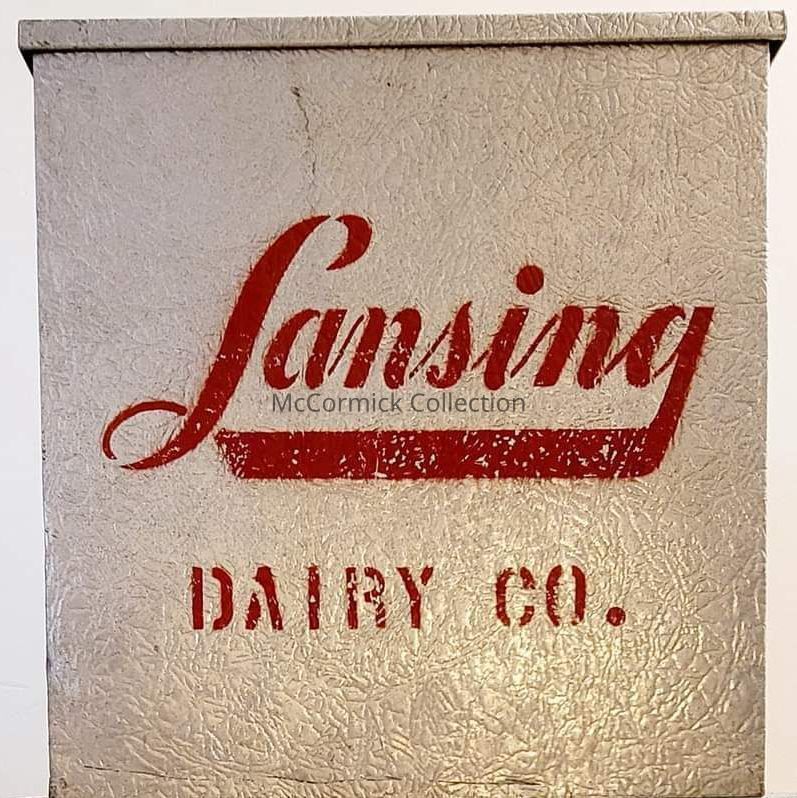 Lansing
McCormick Collection
DAIRY CO.